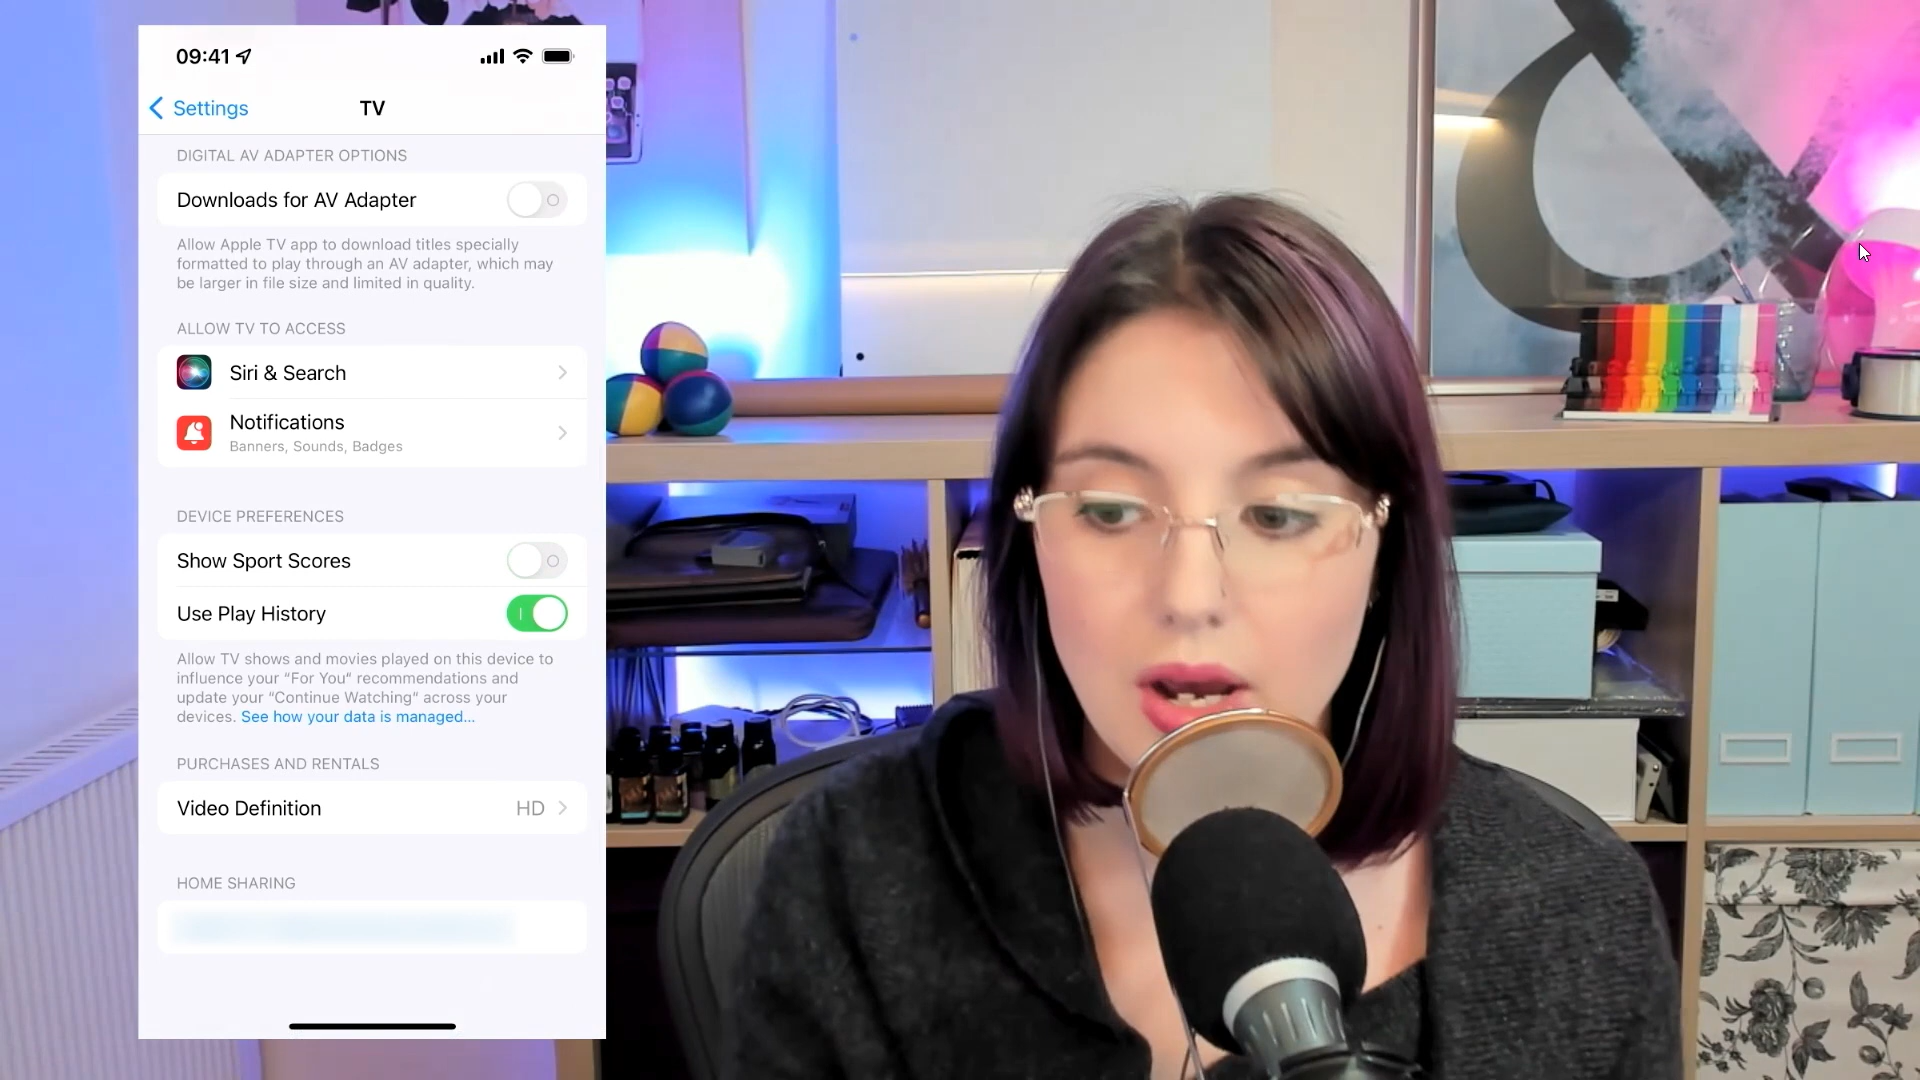 09:41
Settings
TV
DIGITAL AV ADAPTER OPTIONS
Downloads for AV Adapter
Allow Apple TV app to download titles specially
formatted to play through an AV adapter, which may
be larger in file size and limited in quality.
ALLOW TV TO ACCESS
Siri & Search
Notifications
Banners, Sounds, Badges
DEVICE PREFERENCES
Show Sport Scores
Use Play History
Allow TV shows and movies played on this device to
influence your “For You“ recommendations and
update your “Continue Watching“ across your
devices. See how your data is managed...
PURCHASES AND RENTALS
Video Definition
HD
HOME SHARING